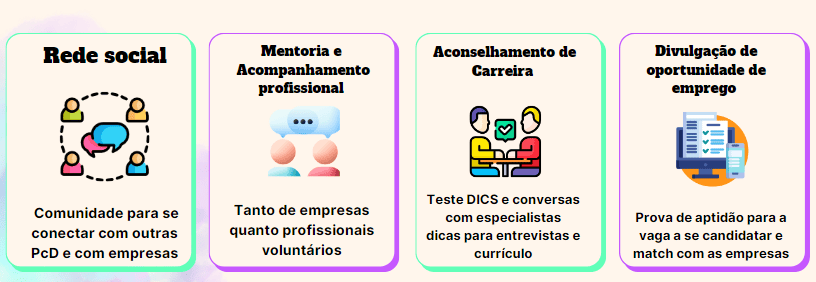 Rede social
Comunidade para se
conectar com outras
PcD e com empresas
Mentoria e
Acompanhamento
profissional
Tanto de empresas
quanto profissionais
voluntários
Aconselhamento de
Carreira
Teste DICS e conversas
com especialistas
dicas para entrevistas e
currículo
Divulgação de
oportunidade de
emprego
Prova de aptidão para a
vaga a se candidatar e
match com as empresas